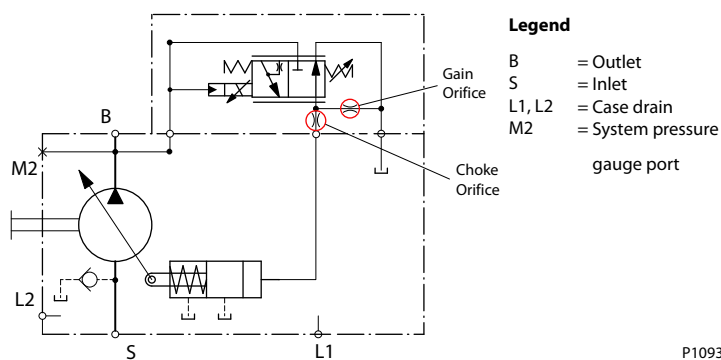 Legend
B = Outlet
S = Inlet
L1, L2 = Case drain
M2 = System pressure
gauge port
Gain
Orifice
Choke
Orifice
B
M2
L2
S
L1
P1093